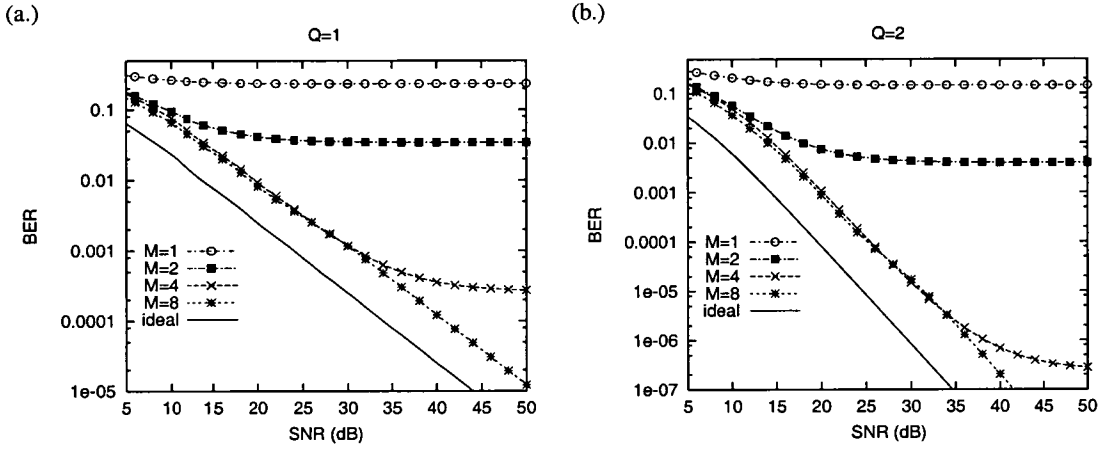 (a.)
Q=1
BER
0.1
0.01
0.001
0.0001
1e-05
M=1
M=2
M=4
M=8
ideal
5 10 15 20 25 30 35 40 45 50
SNR (dB)
(b.)
Q=2
BER
0.1
0.01
0.001
0.0001
1e-05
1e-06
1e-07
M=1
M=2
M=4
M=8
ideal
5 10 15 20 25 30 35 40 45 50
SNR (dB)